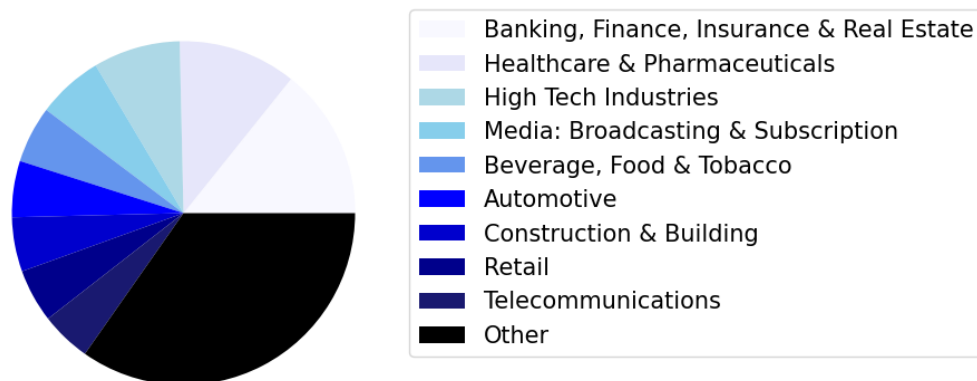 Banking, Finance, Insurance & Real Estate
Healthcare & Pharmaceuticals
High Tech Industries
Media: Broadcasting & Subscription
Beverage, Food & Tobacco
Automotive
Construction & Building
Retail
Telecommunications
Other